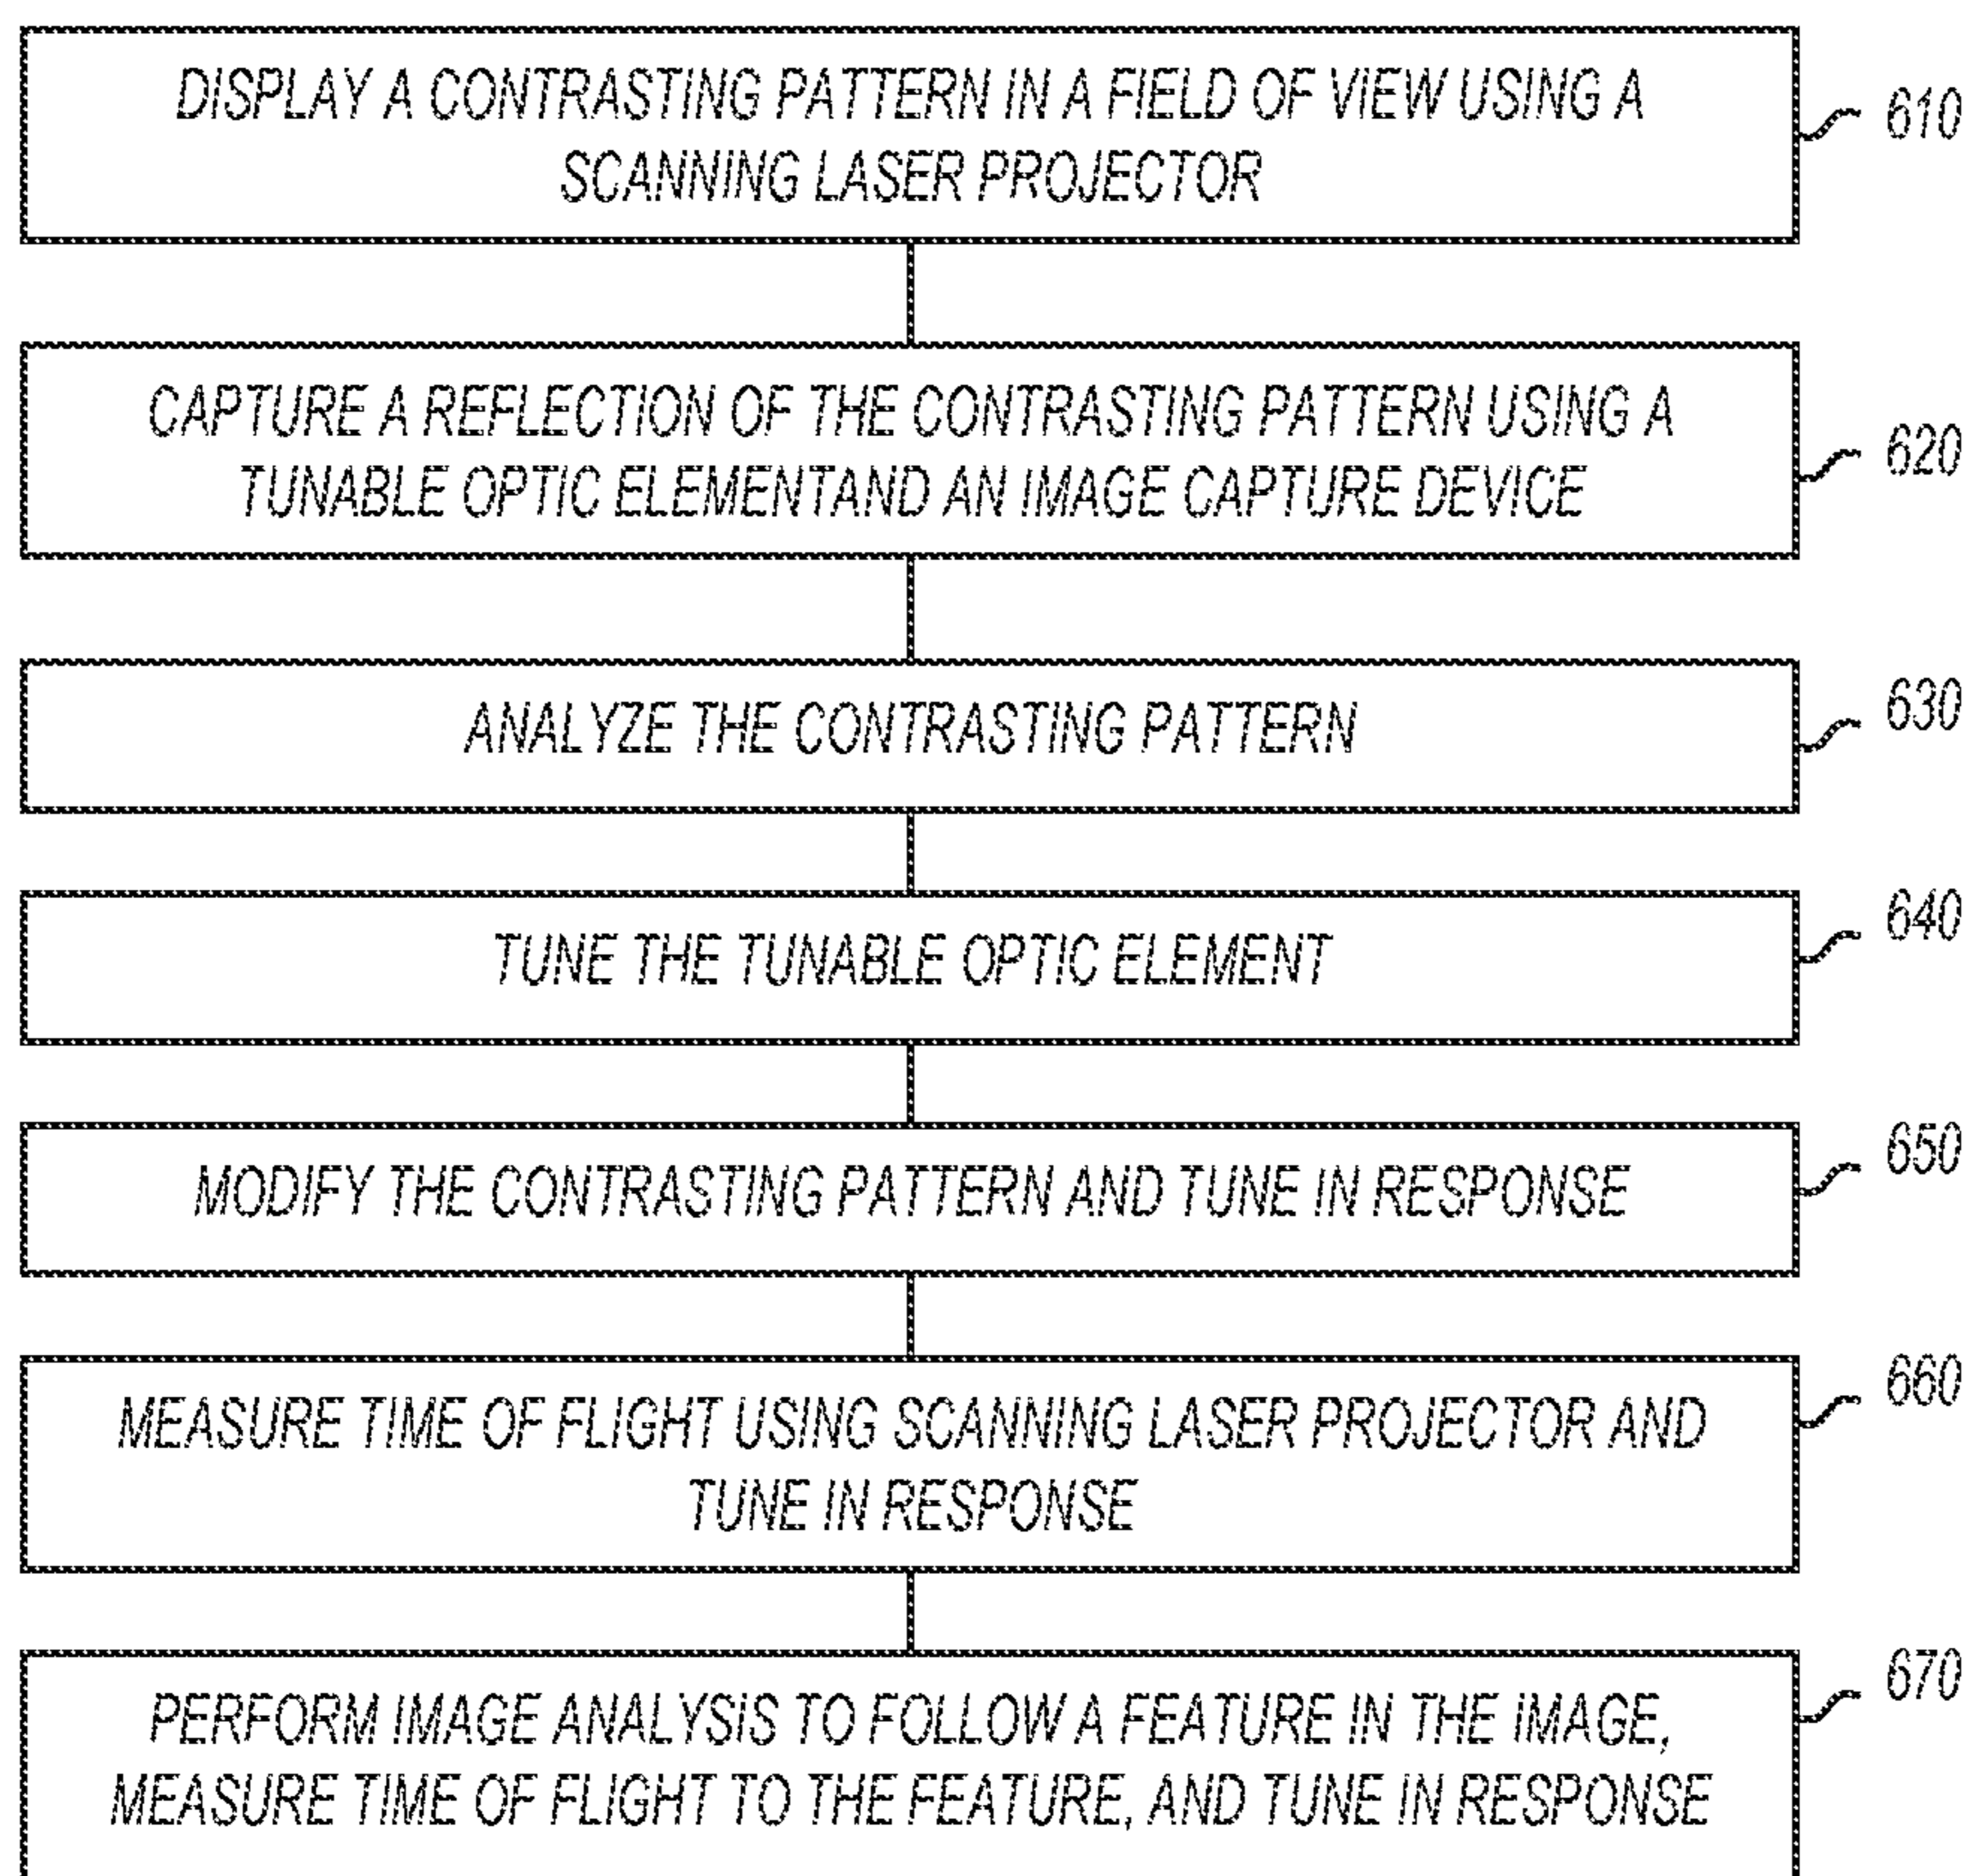 DISPLAY A CONTRASTING PATTERN IN A FIELD OF VIEW USING A
SCANNING LASER PROJECTOR
610
CAPTURE A REFLECTION OF THE CONTRASTING PATTERN USING A
TUNABLE OPTIC ELEMENTAND AN IMAGE CAPTURE DEVICE
620
ANALYZE THE CONTRASTING PATTERN
630
TUNE THE TUNABLE OPTIC ELEMENT
640
MODIFY THE CONTRASTING PATTERN AND TUNE IN RESPONSE
650
MEASURE TIME OF FLIGHT USING SCANNING LASER PROJECTOR AND
TUNE IN RESPONSE
660
PERFORM IMAGE ANALYSIS TO FOLLOW A FEATURE IN THE IMAGE,
MEASURE TIME OF FLIGHT TO THE FEATURE, AND TUNE IN RESPONSE
670